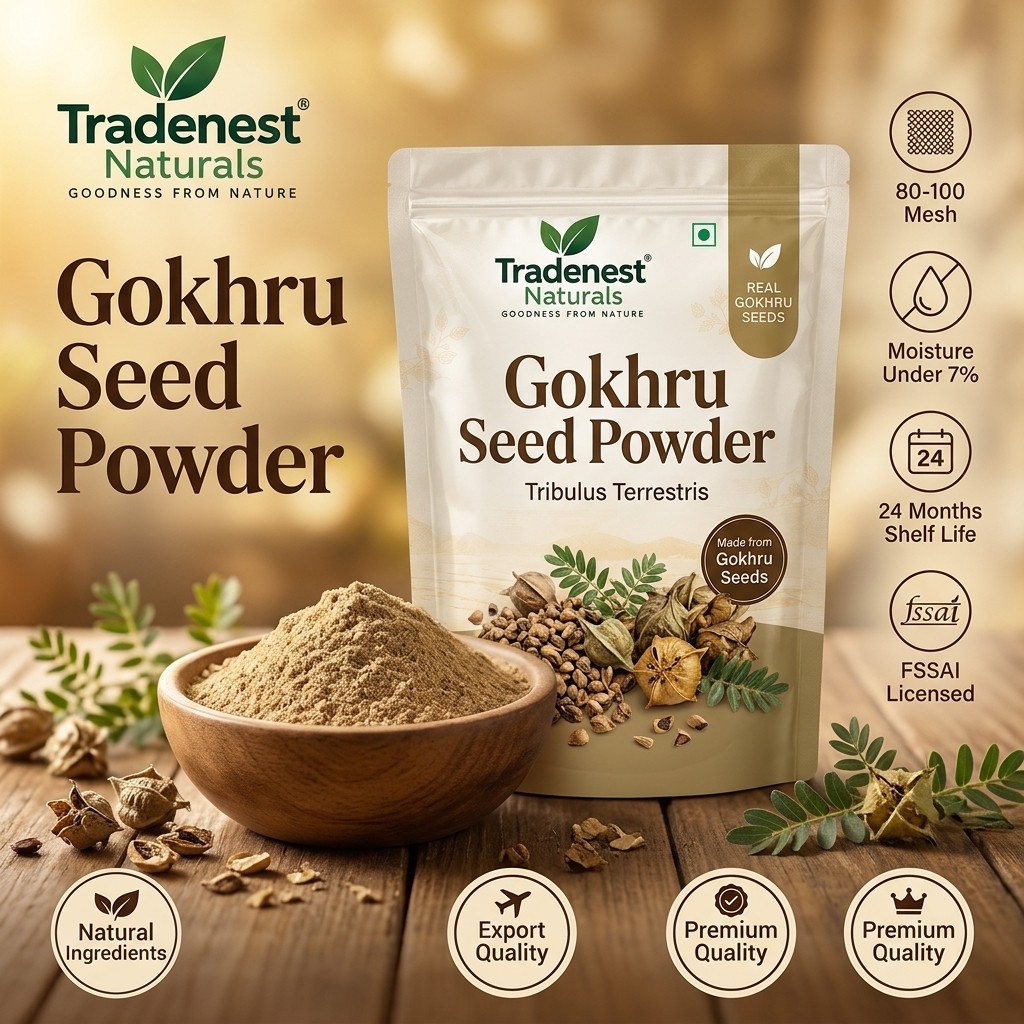 Tradenest®
Naturals
GOODNESS FROM NATURE
Gokhru
Seed
Powder
Tradenest®
Naturals
GOODNESS FROM NATURE
REAL
GOKHRU
SEEDS
Gokhru
Seed Powder
Tribulus Terrestris
Made from
Gokhru
Seeds
80-100
Mesh
Moisture
Under 7%
24
24 Months
Shelf Life
fssai
FSSAI
Licensed
Natural
Ingredients
Export
Quality
Premium
Quality
Premium
Quality